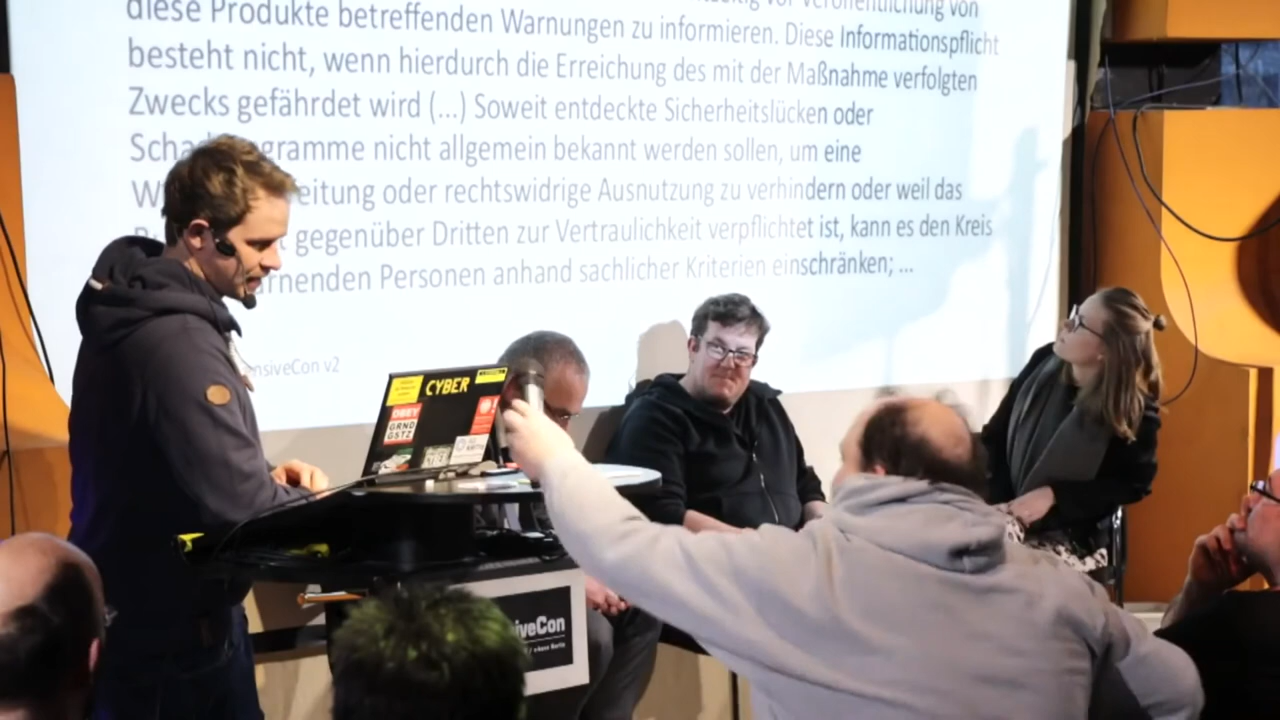 diese Produkte betreffenden Warnungen zu informieren. Diese Informationspflicht
besteht nicht, wenn hierdurch die Erreichung des mit der Maßnahme verfolgten
Zwecks gefährdet wird (...) Soweit entdeckte Sicherheitslücken oder
nicht allgemein bekannt werden sollen, um eine
oder rechtswidrige Ausnutzung zu verhindern oder weil das
gegenüber Dritten zur Vertraulichkeit verpflichtet ist, kann es den Kreis
Personen anhand sachlicher Kriterien einschränken; ...
nsiveCon v2
CYBER
OBEY
GRND
GSTZ
iveCon